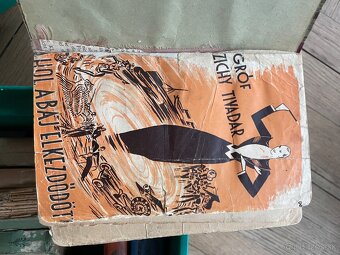 GRÓF
ZICHY TIVADAR
HOL A BAJ ELKEZDŐDÖTT